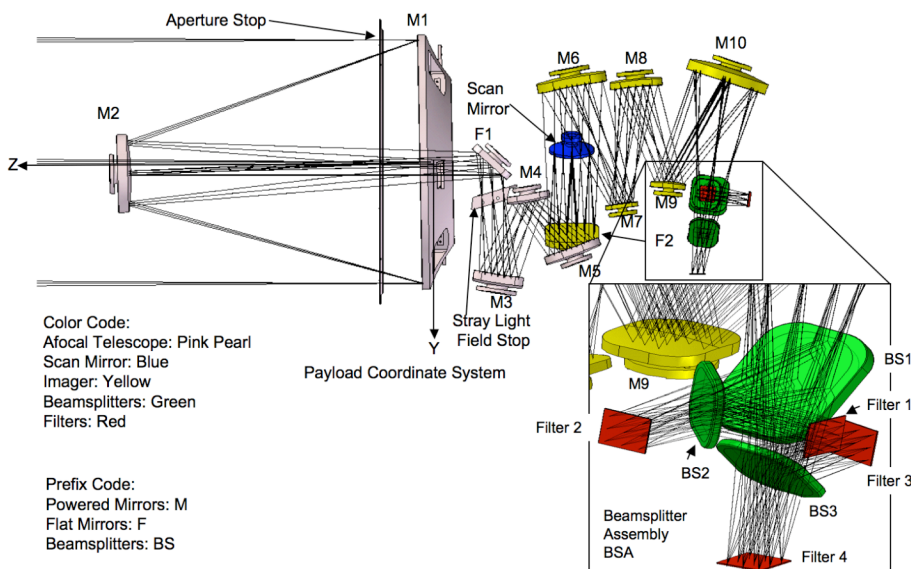 Aperture Stop
M1
M2
Z
F1
M4
Scan
Mirror
M6
M8
M10
M3
Stray Light
Field Stop
M5
M7
M9
F2
Y
Payload Coordinate System
Color Code:
Afocal Telescope: Pink Pearl
Scan Mirror: Blue
Imager: Yellow
Beamsplitters: Green
Filters: Red
Prefix Code:
Powered Mirrors: M
Flat Mirrors: F
Beamsplitters: BS
M9
BS1
Filter 1
Filter 2
BS2
Filter 3
BS3
Beamsplitter
Assembly
BSA
Filter 4